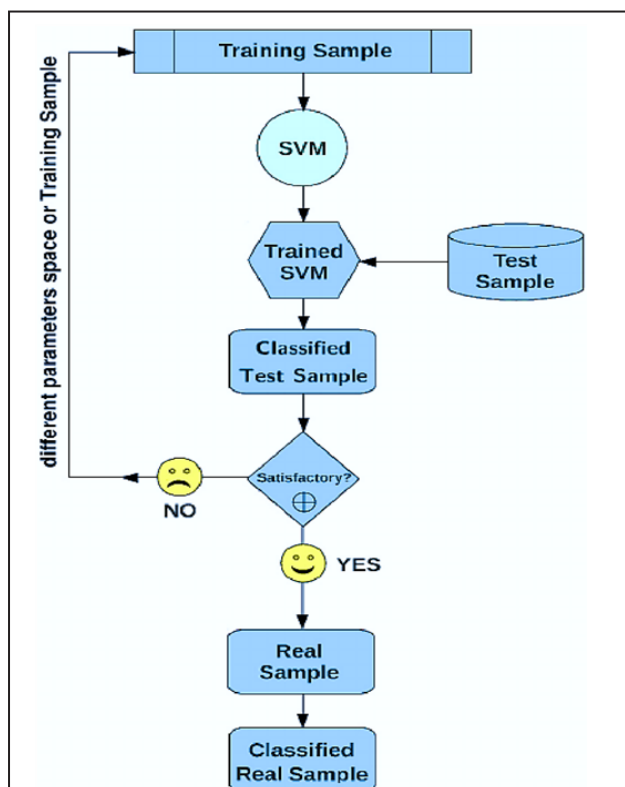 Training Sample
different parameters space or Training Sample
SVM
Trained
SVM
Test
Sample
Classified
Test Sample
Satisfactory?
NO
YES
Real
Sample
Classified
Real Sample